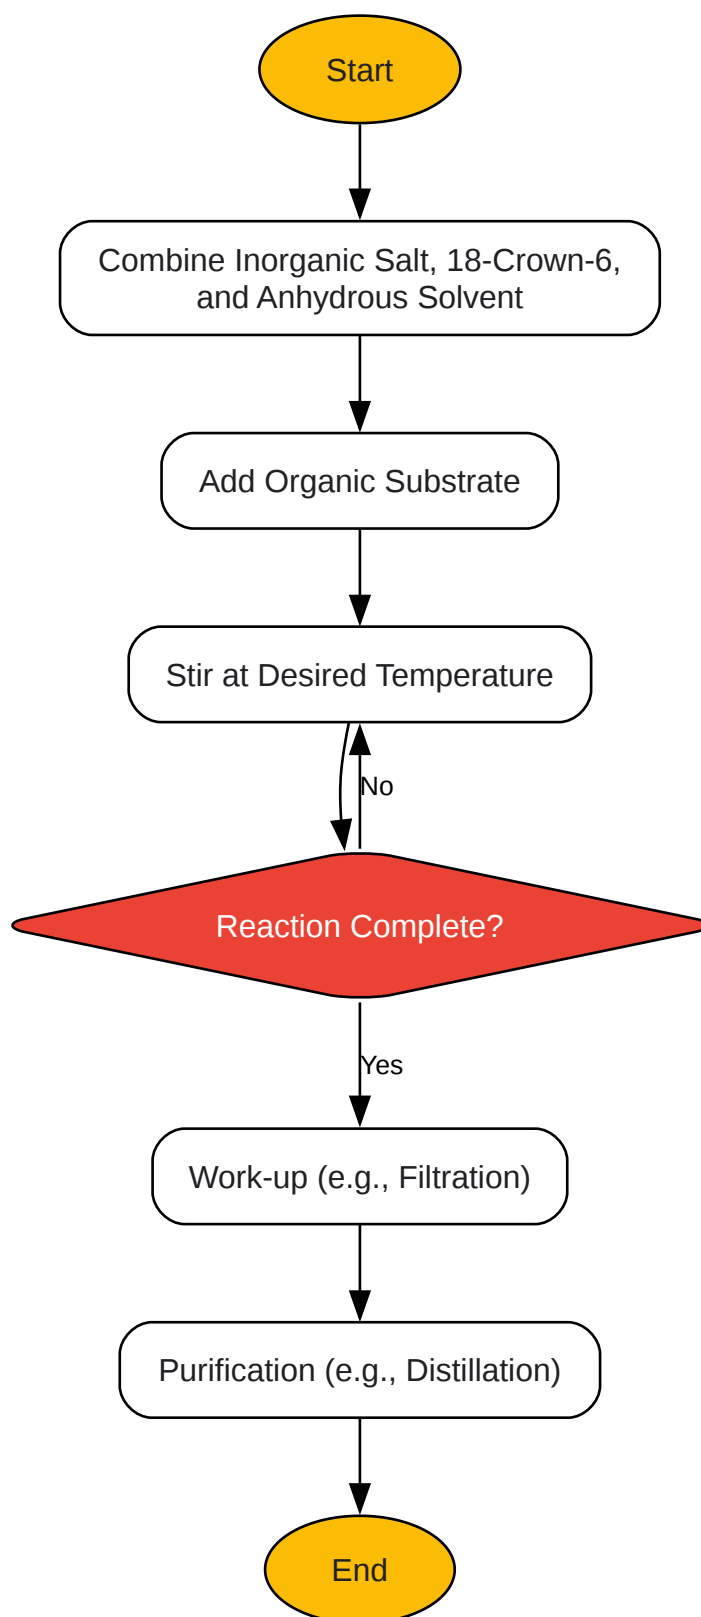 Start
Combine Inorganic Salt, 18-Crown-6,
and Anhydrous Solvent
Add Organic Substrate
Stir at Desired Temperature
No
Reaction Complete?
Yes
Work-up (e.g., Filtration)
Purification (e.g., Distillation)
End